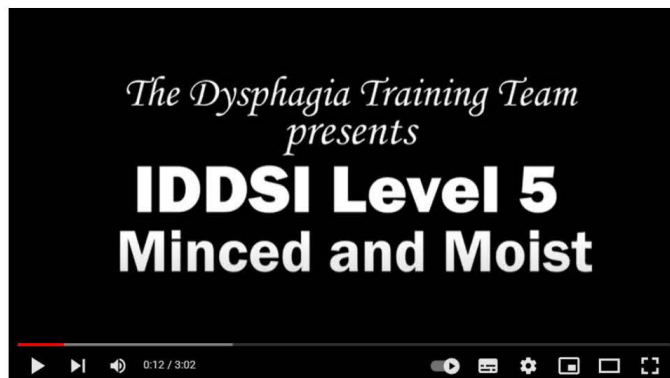 The Dysphagia Training Team
presents
IDDSI Level 5
Minced and Moist
0:12 / 3:02